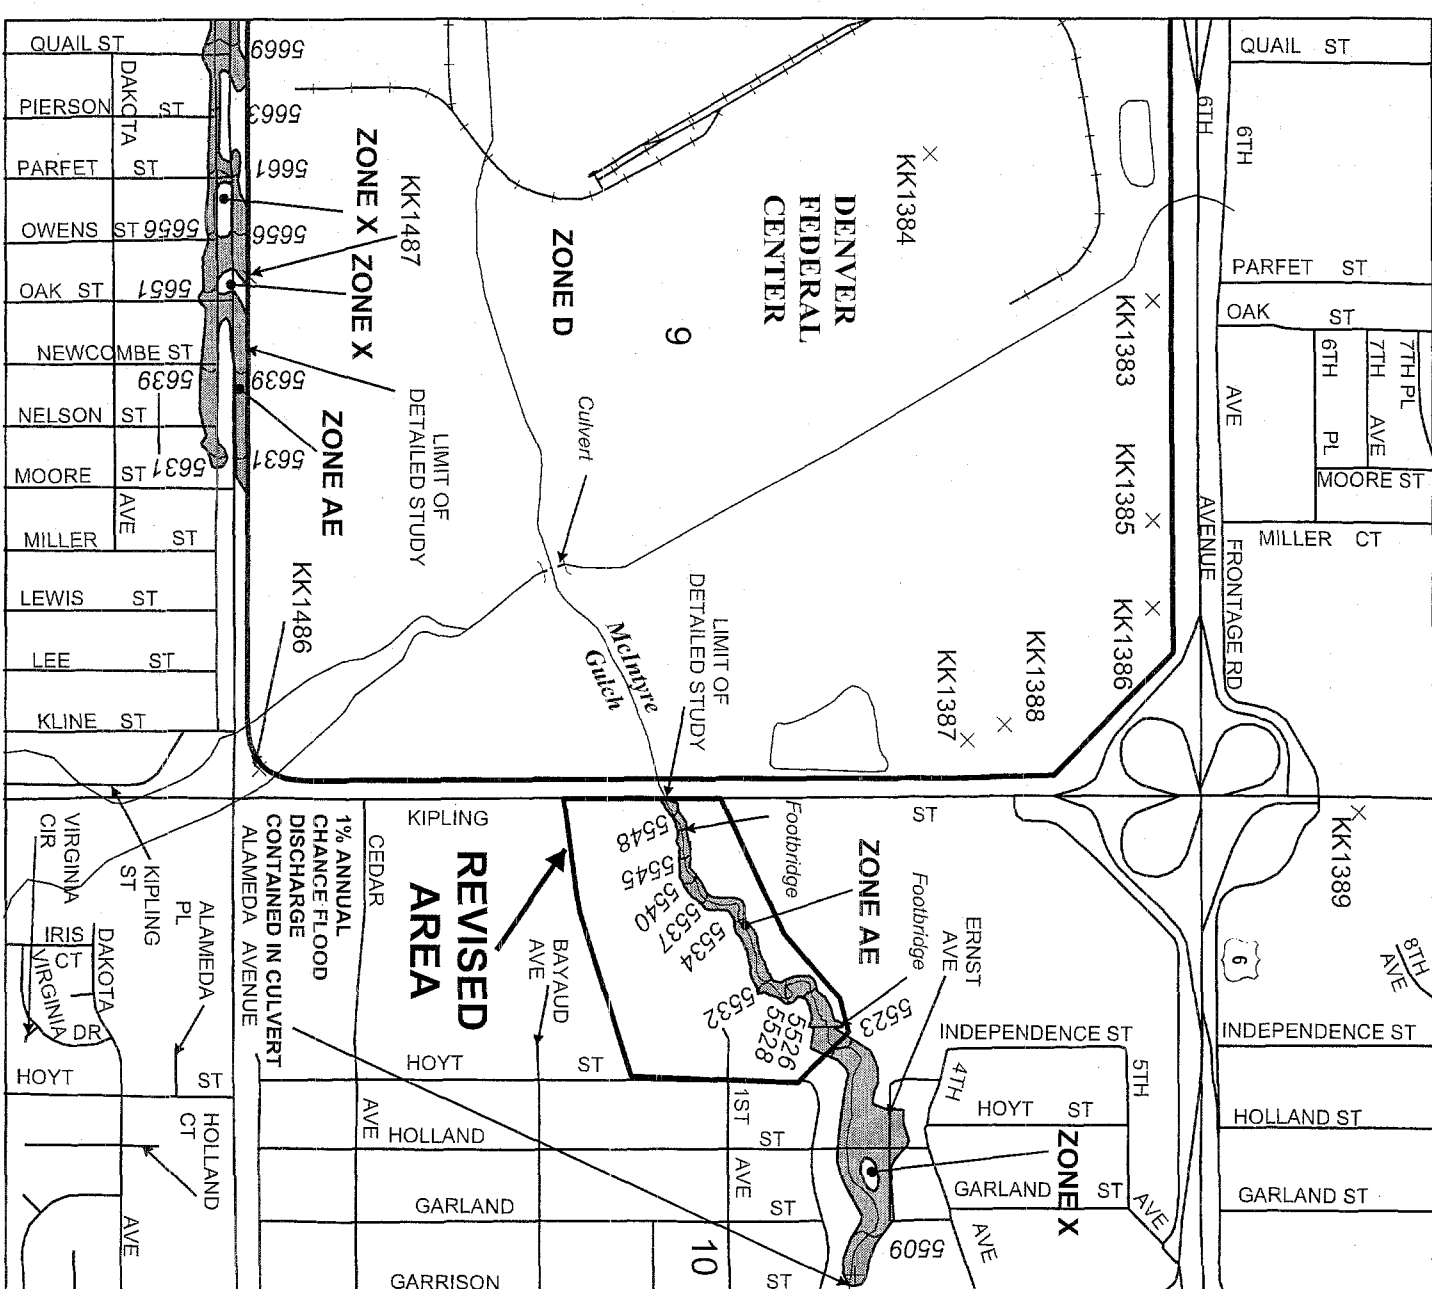 QUAIL ST
DAKOTA
PIERSON ST
PARFET ST
OWENS ST
OAK ST
NEWCOMBE ST
NELSON ST
MOORE ST
AVE
MILLER ST
LEWIS ST
LEE ST
KLINE ST
5669
5663
5661
5656
5656
5651
5639
5639
5631
5631
ZONE X
ZONE X
KK1487
ZONE AE
LIMIT OF
DETAILED STUDY
KK1486
ZONE D
9
DENVER
FEDERAL
CENTER
KK1384
Culvert
McIntyre
Gulch
LIMIT OF
DETAILED STUDY
KK1383
KK1385
KK1386
KK1388
KK1387
6TH
AVENUE
6TH
AVE
FRONTAGE RD
QUAIL ST
PARFET ST
OAK ST
6TH PL
7TH AVE
7TH PL
MOORE ST
MILLER CT
KK1389
6
8TH
AVE
KIPLING ST
REVISED
AREA
Footbridge
5548
5545
5540
5537
5534
5532
5528
5526
5523
ZONE AE
Footbridge
ERNST
AVE
INDEPENDENCE ST
INDEPENDENCE ST
4TH
AVE
5TH
AVE
HOYT ST
HOLLAND ST
GARLAND ST
GARLAND ST
ZONE X
5509
1% ANNUAL
CHANCE FLOOD
DISCHARGE
CONTAINED IN CULVERT
ALAMEDA AVENUE
CEDAR
AVE
BAYAUD
AVE
HOYT ST
HOLLAND ST
GARLAND ST
GARRISON ST
1ST
AVE
10
VIRGINIA
CIR
KIPLING
ST
ALAMEDA
PL
IRIS
CT
DAKOTA
VIRGINIA DR
HOYT ST
HOLLAND
CT
AVE